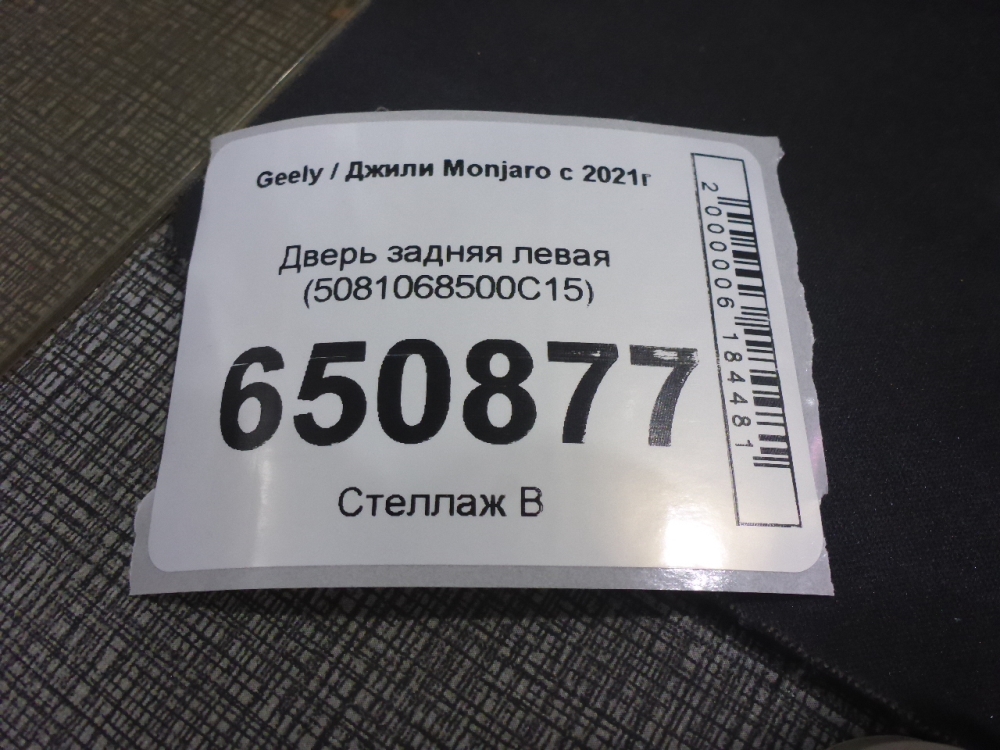 Geely / Джили Monjaro с 2021г
Дверь задняя левая
(5081068500C15)
650877
Стеллаж В
2000006184481